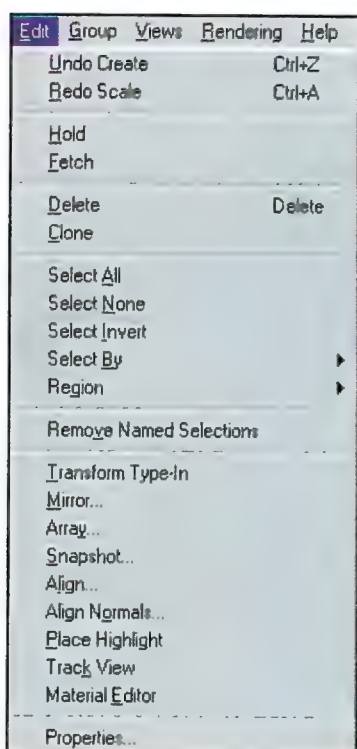 Edit Group Views Rendering Help
Undo Create Ctrl+Z
Redo Scale Ctrl+A
Hold
Fetch
Delete Delete
Clone
Select All
Select None
Select Invert
Select By
Region
Remove Named Selections
Transform Type-In
Mirror...
Array...
Snapshot...
Align...
Align Normals...
Place Highlight
Track View
Material Editor
Properties...